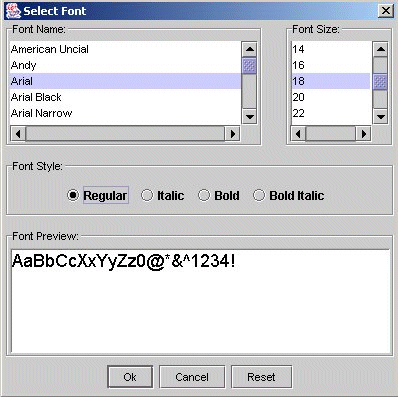 Select Font
Font Name:
American Uncial
Andy
Arial
Arial Black
Arial Narrow
Font Size:
14
16
18
20
22
Font Style:
Regular Italic Bold Bold Italic
Font Preview:
AaBbCcXxYyZz0@*&^1234!
Ok Cancel Reset